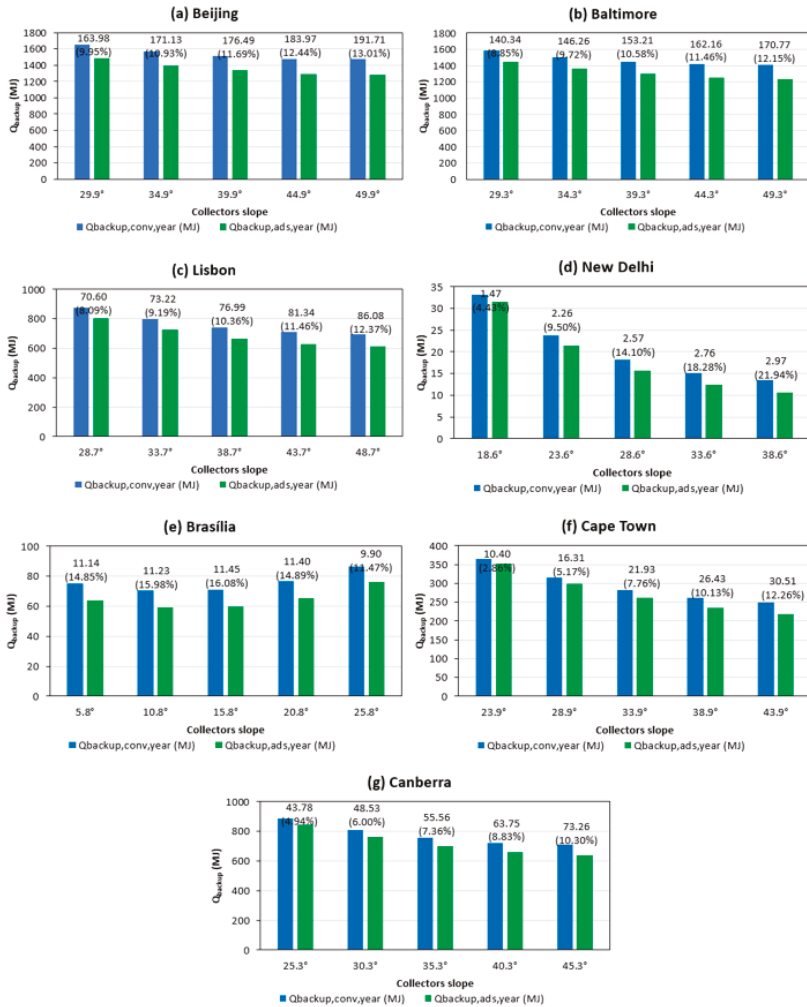 (a) Beijing
1800
1600
1400
1200
1000
800
600
400
200
0
Qbackup (MJ)
163.98 171.13 176.49 183.97 191.71
(9.95%) (10.93%) (11.69%) (12.44%) (13.01%)
29.9° 34.9° 39.9° 44.9° 49.9°
Collectors slope
Qbackup,conv,year (MJ) Qbackup,ads,year (MJ)
(b) Baltimore
1800
1600
1400
1200
1000
800
600
400
200
0
Qbackup (MJ)
140.34 146.26 153.21 162.16 170.77
(8.85%) (9.72%) (10.58%) (11.46%) (12.15%)
29.3° 34.3° 39.3° 44.3° 49.3°
Collectors slope
Qbackup,conv,year (MJ) Qbackup,ads,year (MJ)
(c) Lisbon
1000
800
600
400
200
0
Qbackup (MJ)
70.60 73.22 76.99 81.34 86.08
(8.09%) (9.19%) (10.36%) (11.46%) (12.37%)
28.7° 33.7° 38.7° 43.7° 48.7°
Collectors slope
Qbackup,conv,year (MJ) Qbackup,ads,year (MJ)
(d) New Delhi
35
30
25
20
15
10
5
0
Qbackup (MJ)
1.47 2.26 2.57 2.76 2.97
(4.43%) (9.50%) (14.10%) (18.28%) (21.94%)
18.6° 23.6° 28.6° 33.6° 38.6°
Collectors slope
Qbackup,conv,year (MJ) Qbackup,ads,year (MJ)
(e) Brasília
100
80
60
40
20
0
Qbackup (MJ)
11.14 11.23 11.45 11.40 9.90
(14.85%) (15.98%) (16.08%) (14.89%) (11.47%)
5.8° 10.8° 15.8° 20.8° 25.8°
Collectors slope
Qbackup,conv,year (MJ) Qbackup,ads,year (MJ)
(f) Cape Town
400
350
300
250
200
150
100
50
0
Qbackup (MJ)
10.40 16.31 21.93 26.43 30.51
(2.86%) (5.17%) (7.76%) (10.13%) (12.26%)
23.9° 28.9° 33.9° 38.9° 43.9°
Collectors slope
Qbackup,conv,year (MJ) Qbackup,ads,year (MJ)
(g) Canberra
1000
800
600
400
200
0
Qbackup (MJ)
43.78 48.53 55.56 63.75 73.26
(4.94%) (6.00%) (7.36%) (8.83%) (10.30%)
25.3° 30.3° 35.3° 40.3° 45.3°
Collectors slope
Qbackup,conv,year (MJ) Qbackup,ads,year (MJ)